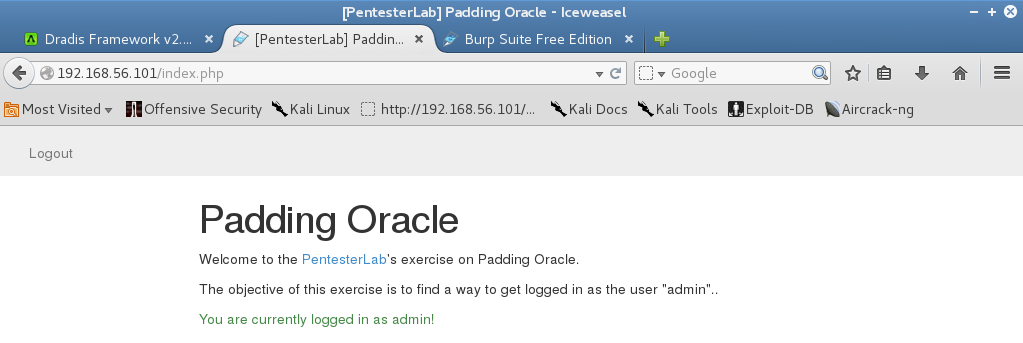 [PentesterLab] Padding Oracle - Iceweasel
Dradis Framework v2.... [PentesterLab] Paddin... Burp Suite Free Edition
192.168.56.101/index.php Google
Most Visited Offensive Security Kali Linux http://192.168.56.101/... Kali Docs Kali Tools Exploit-DB Aircrack-ng
Logout
Padding Oracle
Welcome to the PentesterLab's exercise on Padding Oracle.
The objective of this exercise is to find a way to get logged in as the user "admin"..
You are currently logged in as admin!